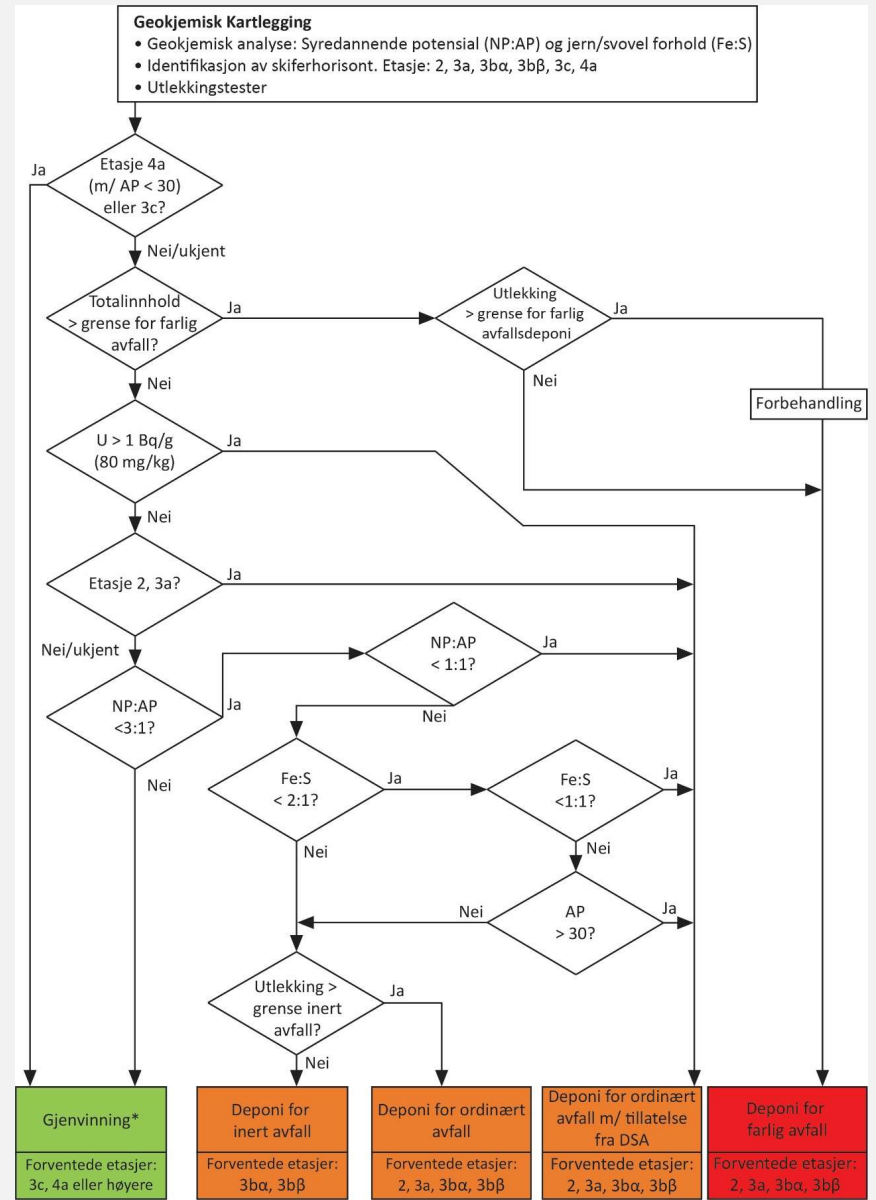 Geokjemisk Kartlegging
• Geokjemisk analyse: Syredannende potensial (NP:AP) og jern/svovel forhold (Fe:S)
• Identifikasjon av skiferhorisont. Etasje: 2, 3a, 3bα, 3bβ, 3c, 4a
• Utlekkingstester
Ja
Etasje 4a
(m/ AP < 30)
eller 3c?
Nei/ukjent
Totalinnhold
> grense for farlig
avfall?
Ja
Utlekking
> grense for farlig
avfallsdeponi
Ja
Nei
Nei
Forbehandling
U > 1 Bq/g
(80 mg/kg)
Ja
Nei
Etasje 2, 3a?
Ja
Nei/ukjent
NP:AP
< 1:1?
Ja
NP:AP
<3:1?
Ja
Nei
Nei
Fe:S
< 2:1?
Ja
Fe:S
<1:1?
Ja
Nei
Nei
AP
> 30?
Nei
Ja
Utlekking >
grense inert
avfall?
Ja
Nei
Gjenvinning*
Forventede etasjer:
3c, 4a eller høyere
Deponi for
inert avfall
Forventede etasjer:
3bα, 3bβ
Deponi for ordinært
avfall
Forventede etasjer:
2, 3a, 3bα, 3bβ
Deponi for ordinært
avfall m/ tillatelse
fra DSA
Forventede etasjer:
2, 3a, 3bα, 3bβ
Deponi for
farlig avfall
Forventede etasjer:
2, 3a, 3bα, 3bβ